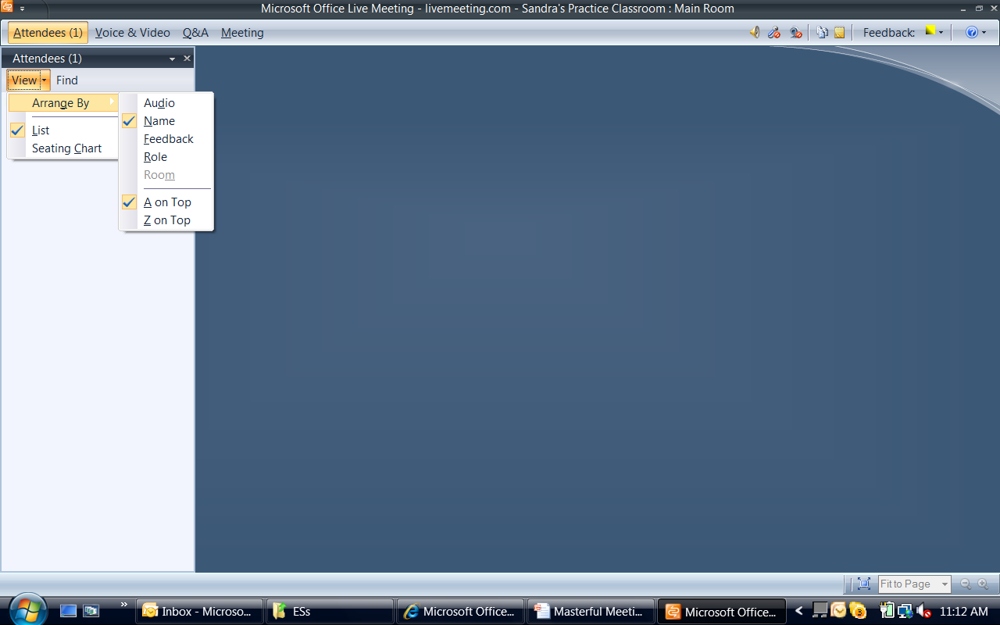 Microsoft Office Live Meeting - livemeeting.com - Sandra's Practice Classroom : Main Room
Attendees (1) Voice & Video Q&A Meeting Feedback:
Attendees (1)
View Find
Arrange By
List
Seating Chart
Audio
Name
Feedback
Role
Room
A on Top
Z on Top
Fit to Page
Inbox - Microso... ESs Microsoft Office... Masterful Meeti... Microsoft Office... 3 11:12 AM